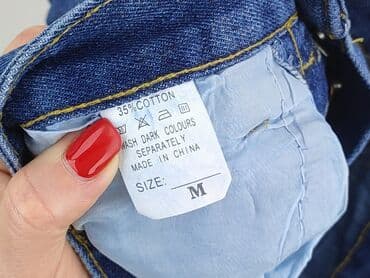 35% COTTON
WASH DARK COLOURS
SEPARATELY
MADE IN CHINA
SIZE: M